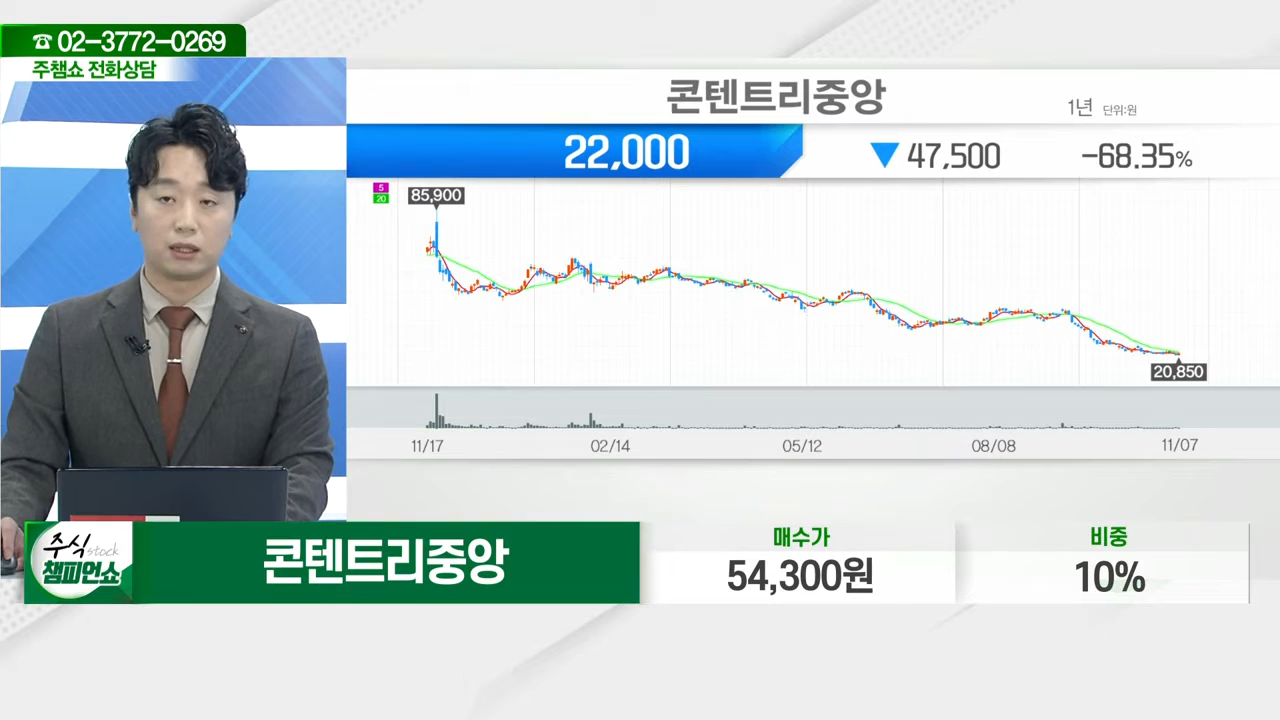 ☎ 02-3772-0269
주챔쇼 전화상담
콘텐트리중앙
1년 단위:원
22,000 ▼ 47,500 -68.35%
5
20
85,900
20,850
11/17 02/14 05/12 08/08 11/07
주식 stock
챔피언쇼
콘텐트리중앙
매수가
54,300원
비중
10%